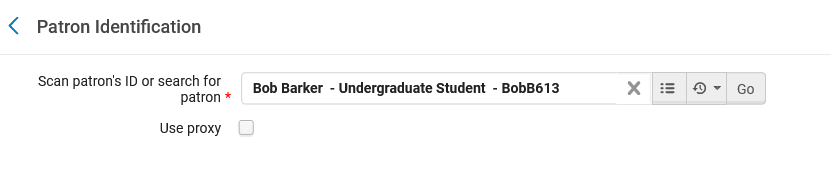 Patron Identification
Scan patron's ID or search for
patron *
Bob Barker - Undergraduate Student - BobB613
Go
Use proxy